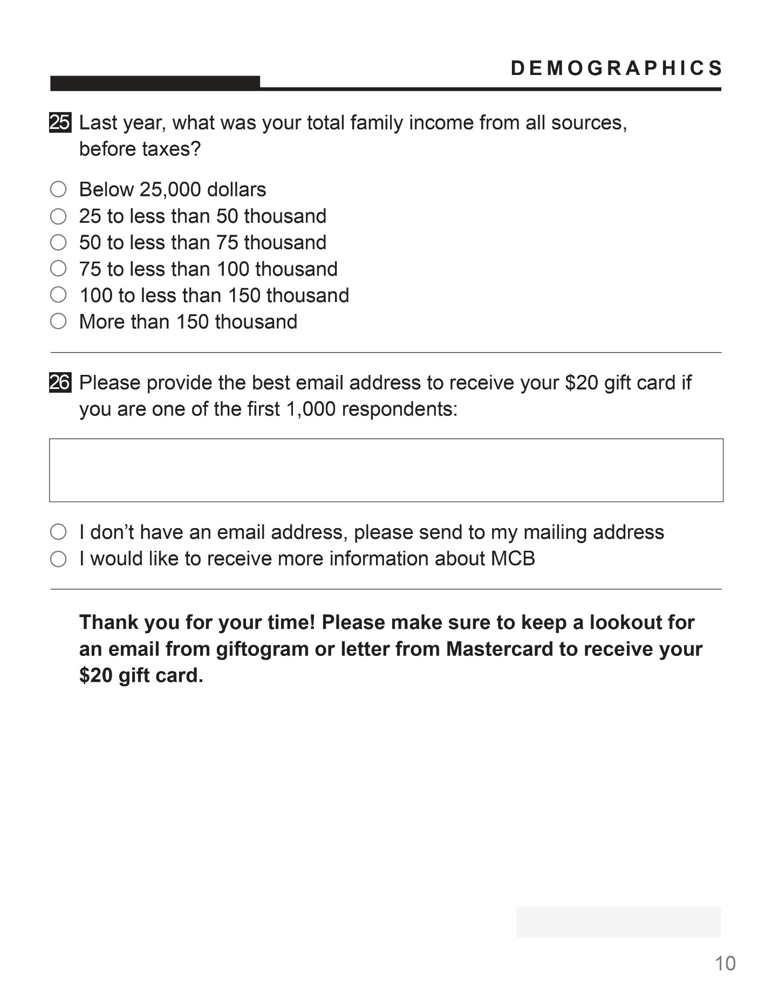 DEMOGRAPHICS
25 Last year, what was your total family income from all sources,
before taxes?
Below 25,000 dollars
25 to less than 50 thousand
50 to less than 75 thousand
75 to less than 100 thousand
100 to less than 150 thousand
More than 150 thousand
26 Please provide the best email address to receive your $20 gift card if
you are one of the first 1,000 respondents:
I don’t have an email address, please send to my mailing address
I would like to receive more information about MCB
Thank you for your time! Please make sure to keep a lookout for
an email from giftogram or letter from Mastercard to receive your
$20 gift card.
10